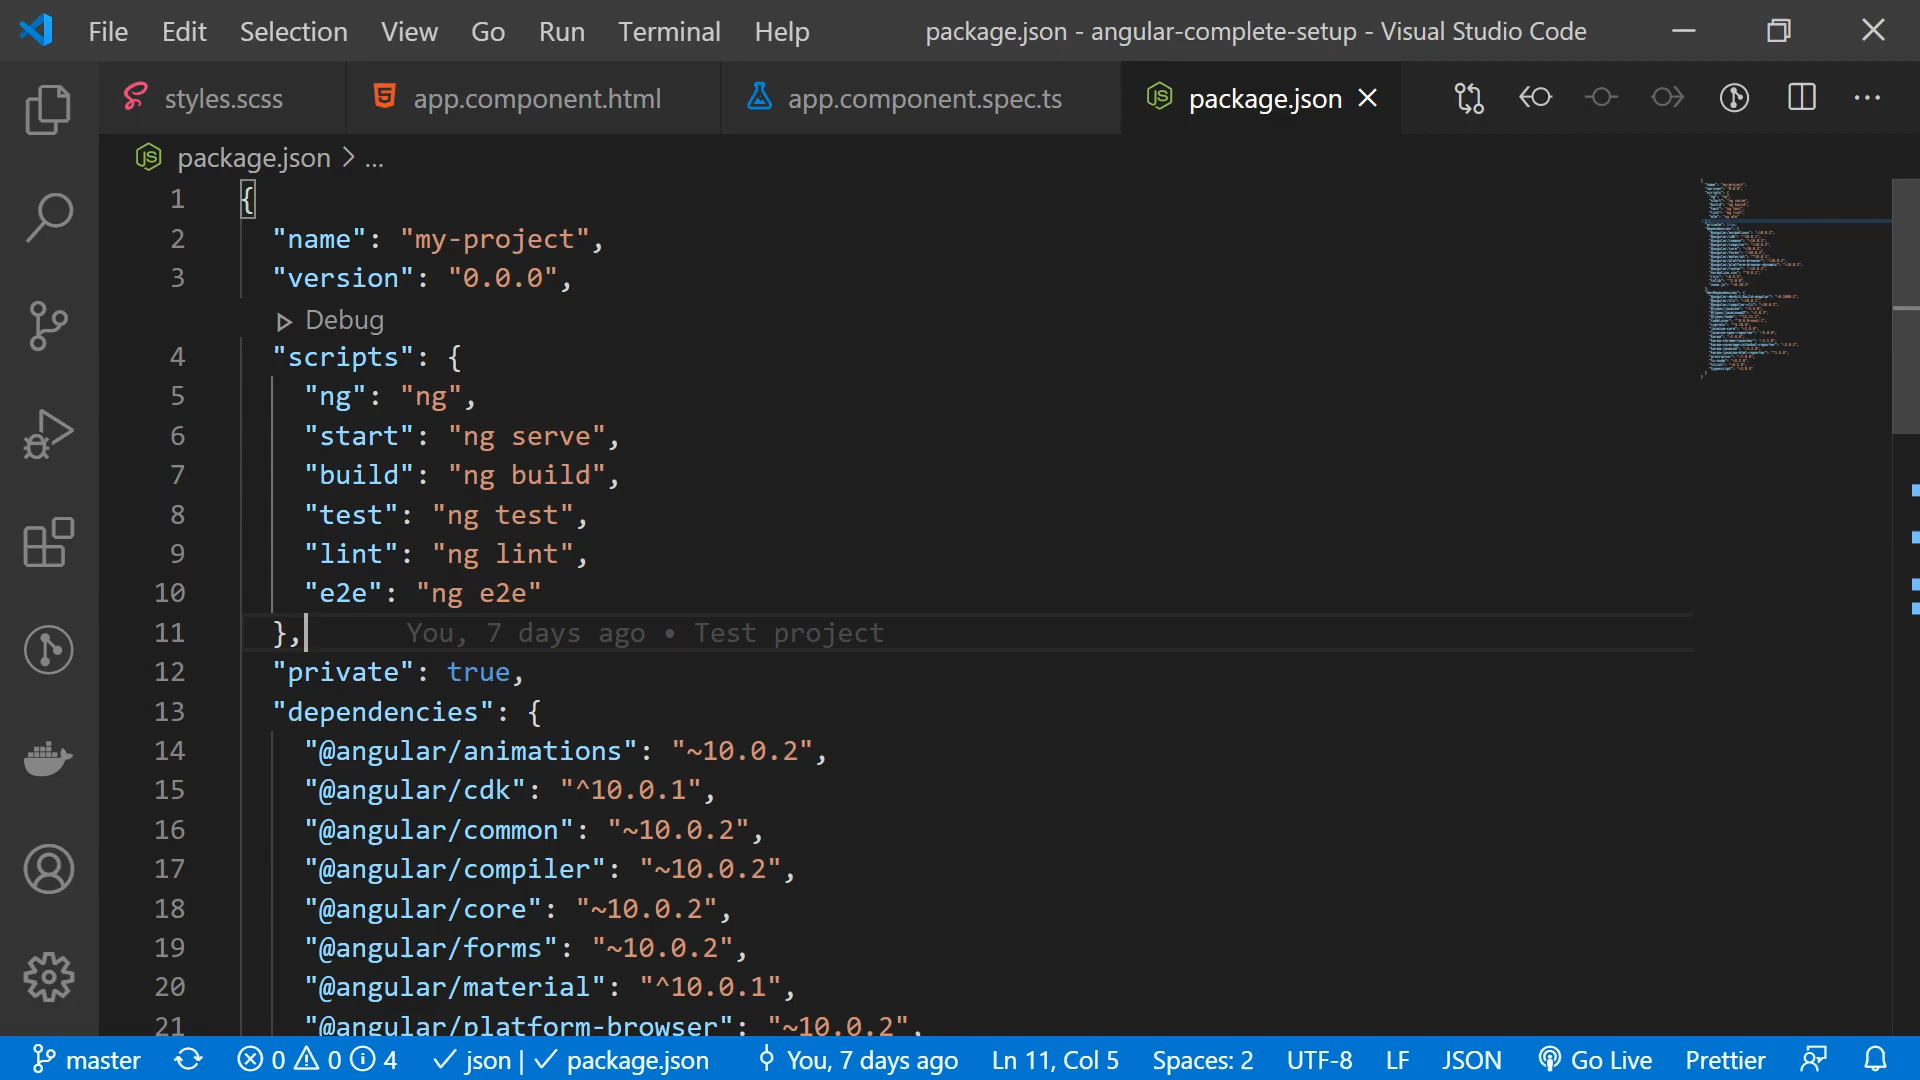 File Edit Selection View Go Run Terminal Help package.json - angular-complete-setup - Visual Studio Code
styles.scss app.component.html app.component.spec.ts package.json
package.json > ...
1 {
2 "name": "my-project",
3 "version": "0.0.0",
Debug
4 "scripts": {
5 "ng": "ng",
6 "start": "ng serve",
7 "build": "ng build",
8 "test": "ng test",
9 "lint": "ng lint",
10 "e2e": "ng e2e"
11 }, You, 7 days ago • Test project
12 "private": true,
13 "dependencies": {
14 "@angular/animations": "~10.0.2",
15 "@angular/cdk": "^10.0.1",
16 "@angular/common": "~10.0.2",
17 "@angular/compiler": "~10.0.2",
18 "@angular/core": "~10.0.2",
19 "@angular/forms": "~10.0.2",
20 "@angular/material": "^10.0.1",
21 "@angular/platform-browser": "~10.0.2",
master 0 0 4 json | package.json You, 7 days ago Ln 11, Col 5 Spaces: 2 UTF-8 LF JSON Go Live Prettier